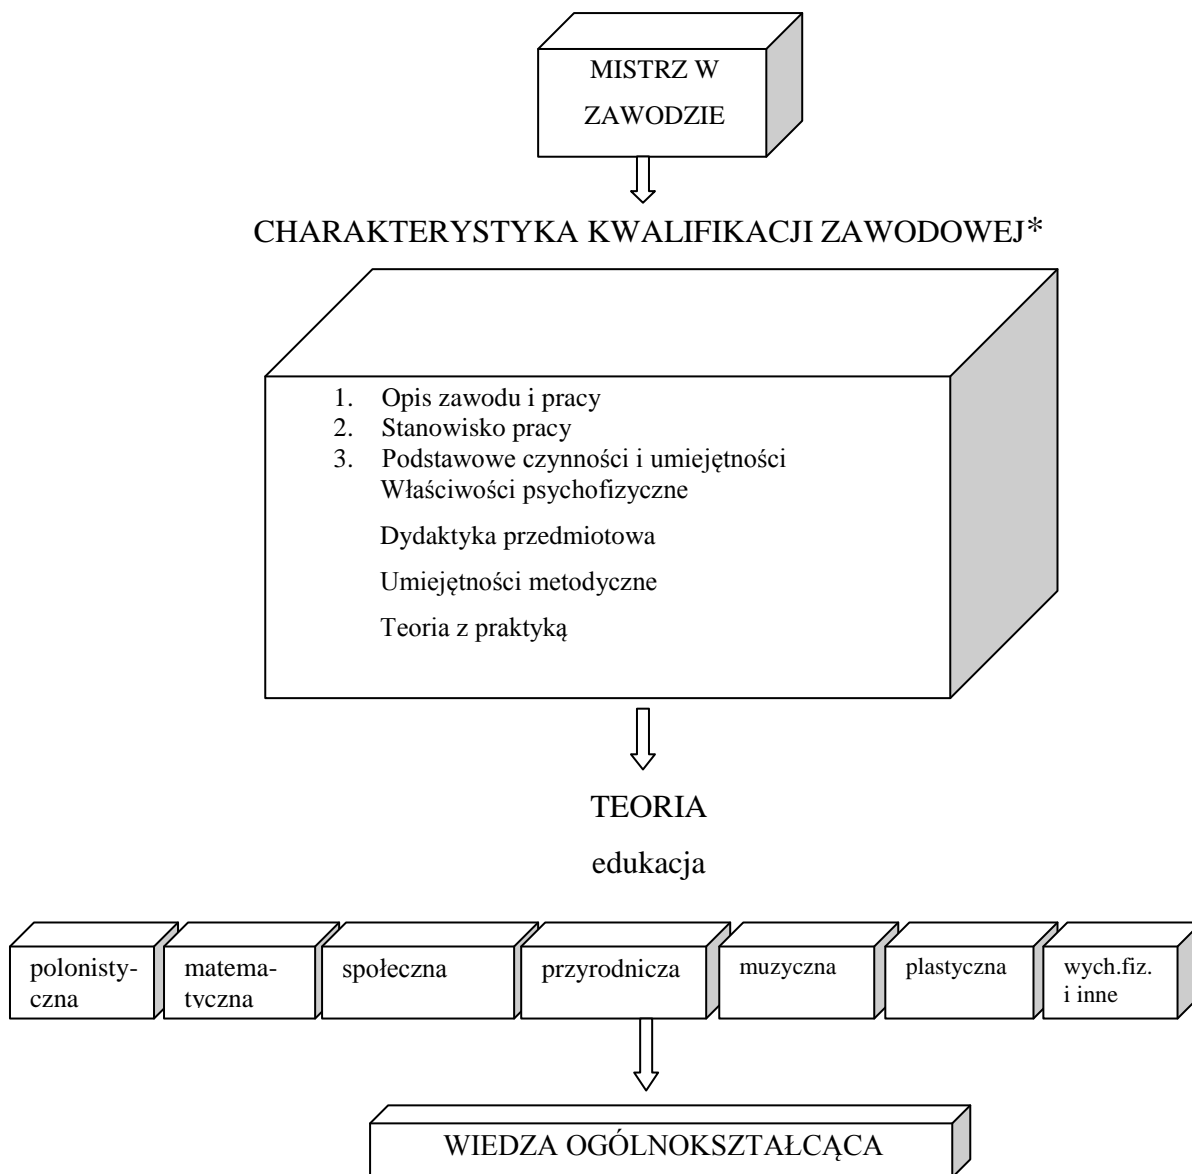 MISTRZ W
ZAWODZIE
CHARAKTERYSTYKA KWALIFIKACJI ZAWODOWEJ*
1. Opis zawodu i pracy
2. Stanowisko pracy
3. Podstawowe czynności i umiejętności
Właściwości psychofizyczne
Dydaktyka przedmiotowa
Umiejętności metodyczne
Teoria z praktyką
TEORIA
edukacja
polonisty-
czna
matema-
tyczna
społeczna
przyrodnicza
muzyczna
plastyczna
wych.fiz.
i inne
WIEDZA OGÓLNOKSZTAŁCĄCA